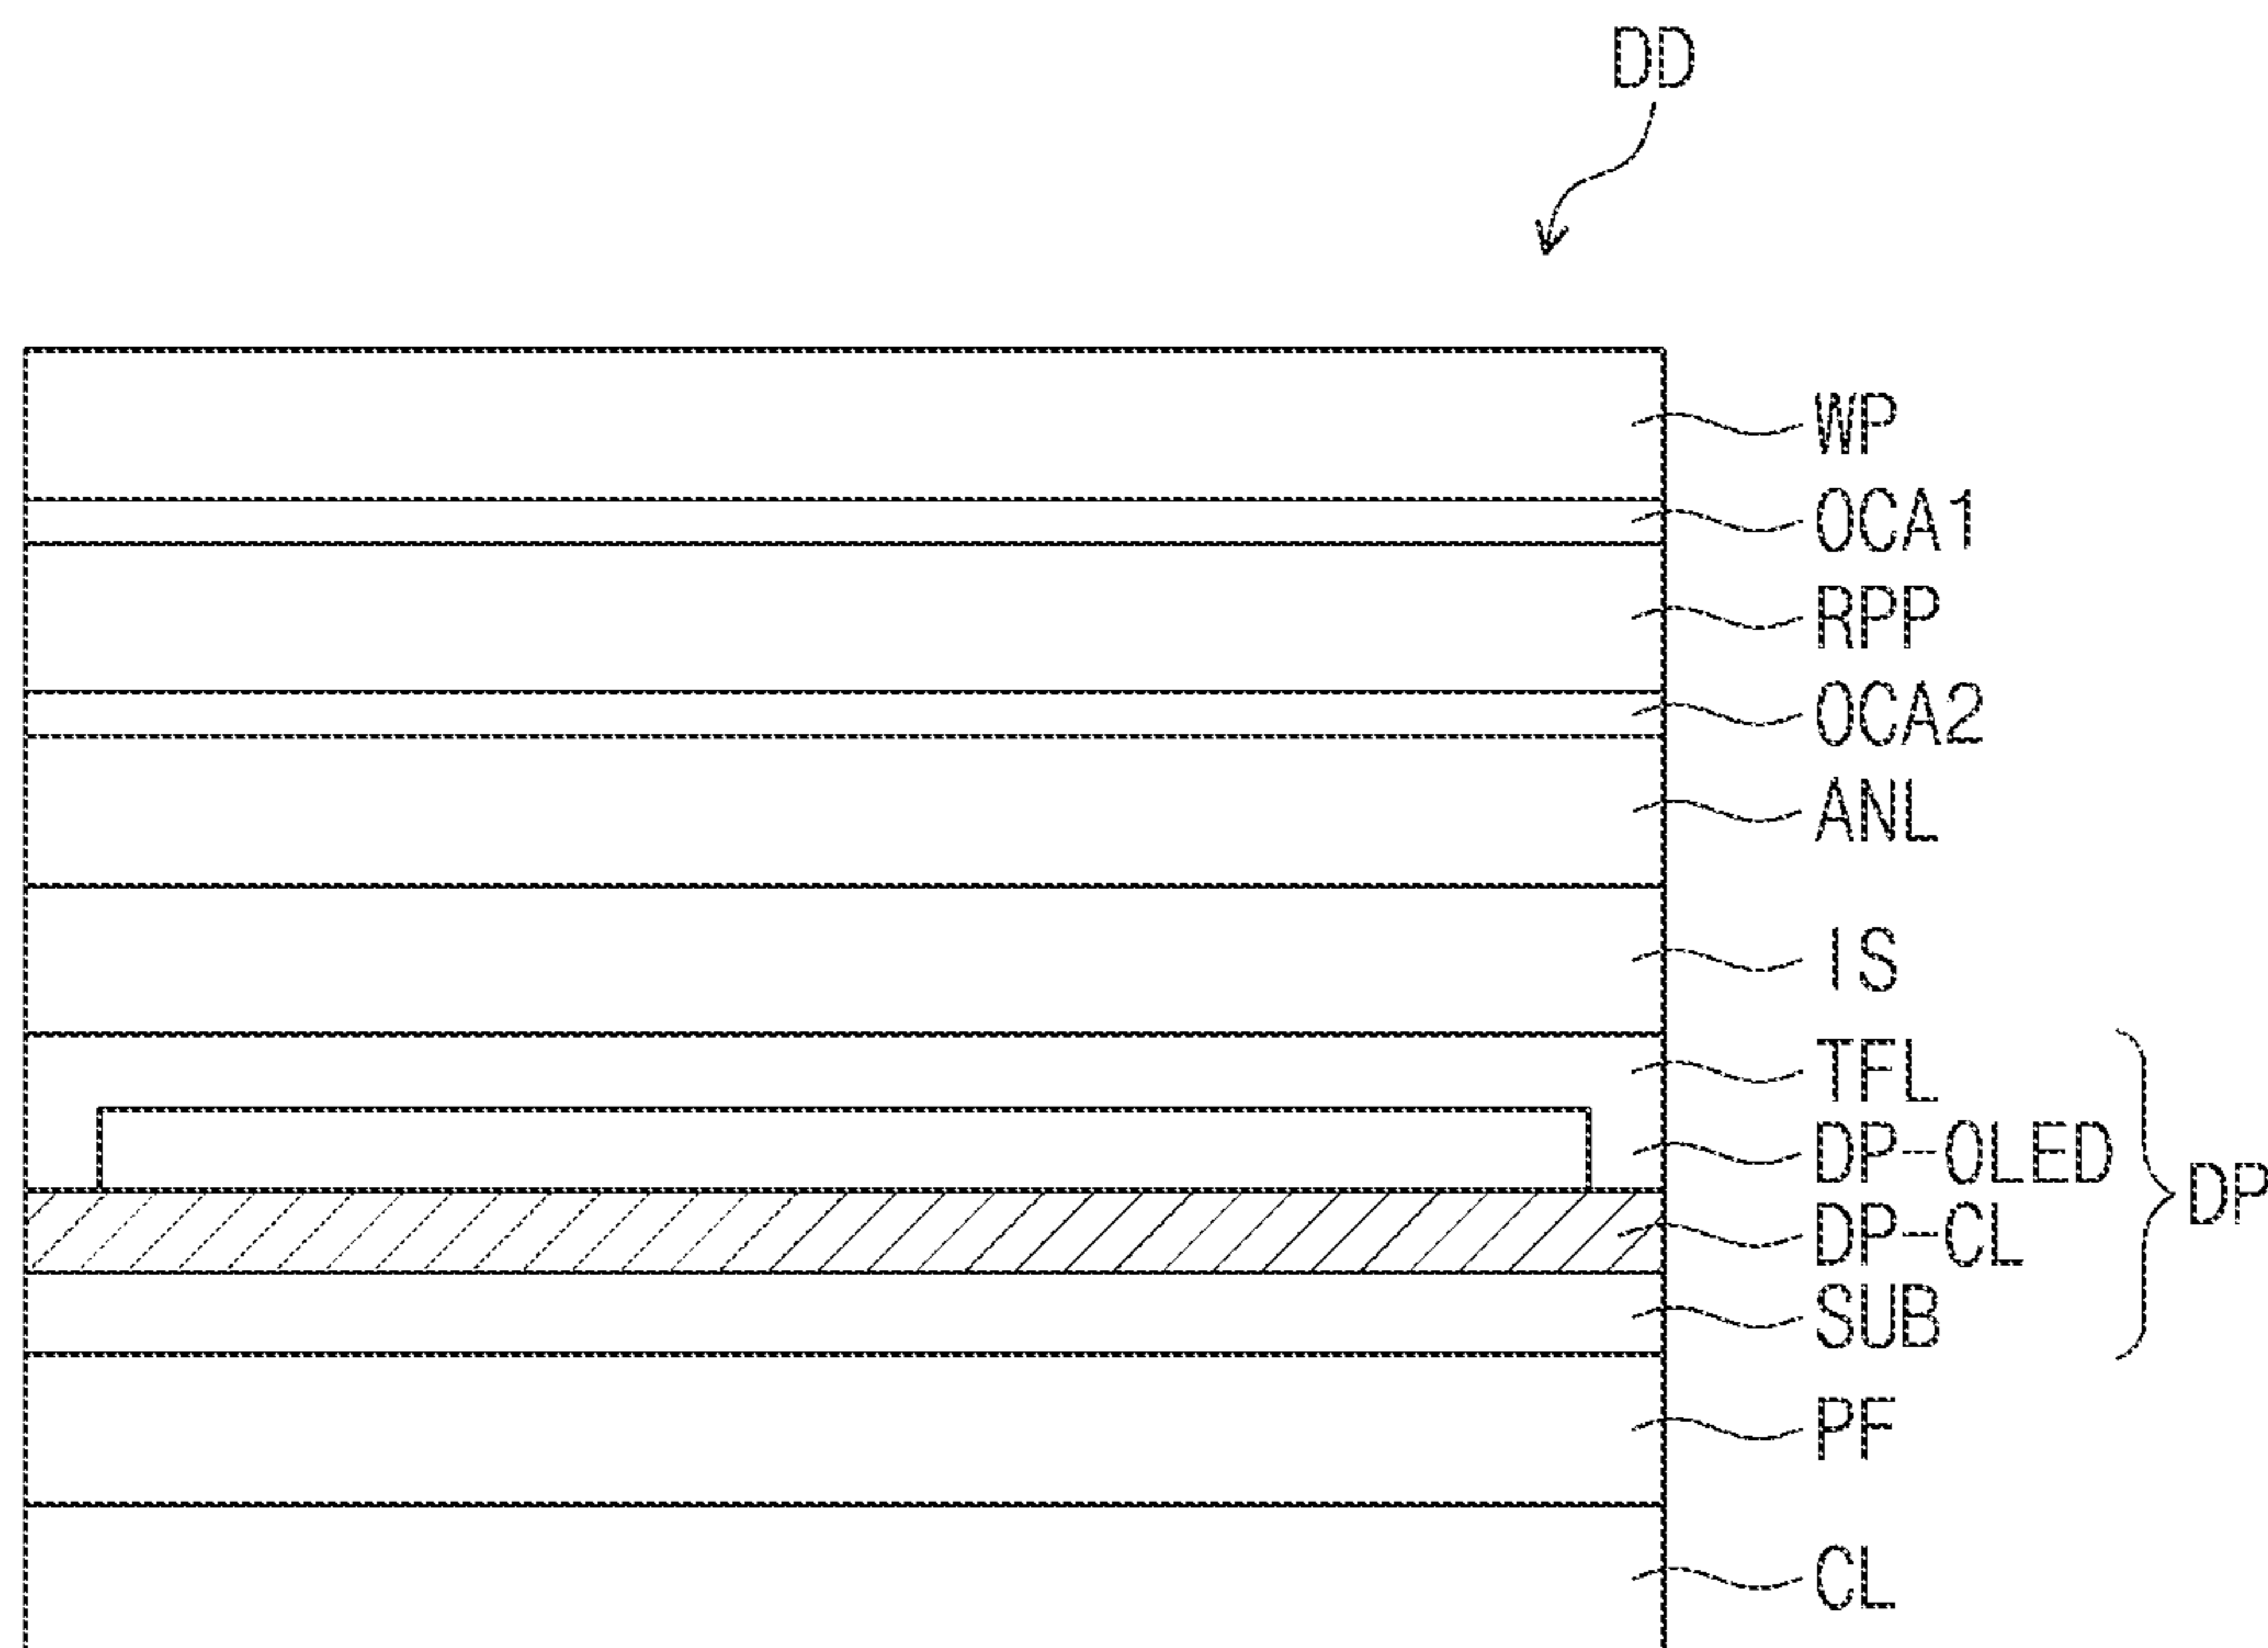 DD
WP
OCA1
RPP
OCA2
ANL
IS
TFL
DP-OLED
DP-CL
DP
SUB
PF
CL